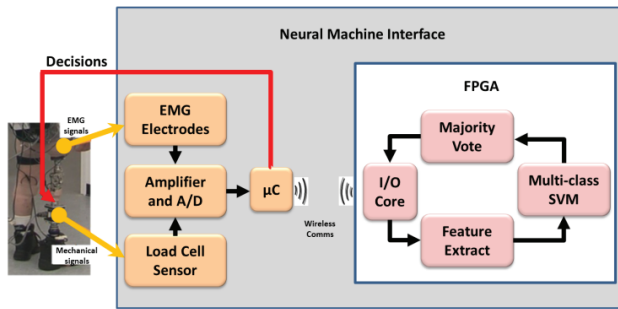 Neural Machine Interface
Decisions
FPGA
EMG
signals
EMG
Electrodes
Amplifier
and A/D
µC
Load Cell
Sensor
Mechanical
signals
Wireless
Comms
Majority
Vote
I/O
Core
Multi-class
SVM
Feature
Extract